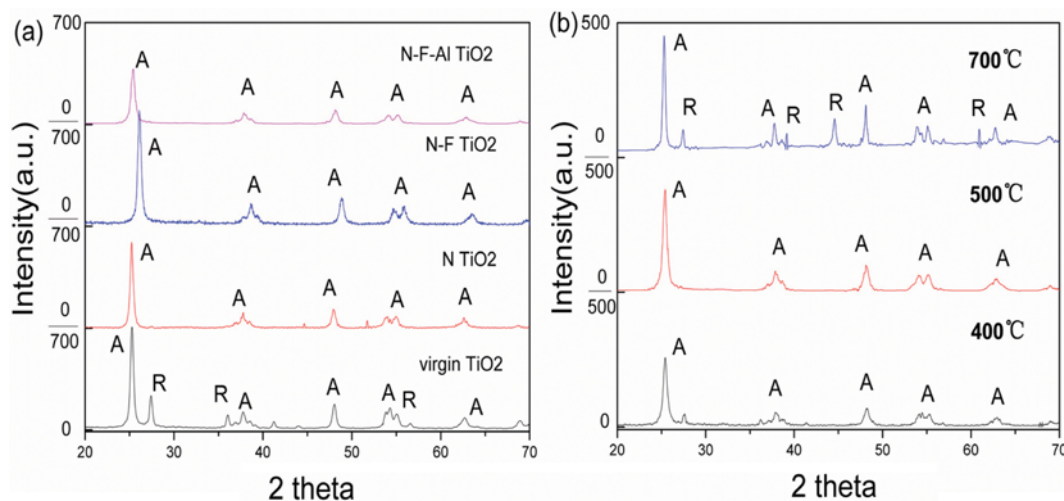 (a)
Intensity(a.u.)
700
N-F-Al TiO2
A
A
A
A
A
0
700
N-F TiO2
A
A
A
A
A
0
700
N TiO2
A
A
A
A
A
0
700
virgin TiO2
A
R
R
A
A
A
R
A
0
20 30 40 50 60 70
2 theta
(b)
Intensity(a.u.)
500
700℃
A
R
A
R
R
A
A
R
A
0
500
500℃
A
A
A
A
A
0
500
400℃
A
A
A
A
A
0
20 30 40 50 60 70
2 theta